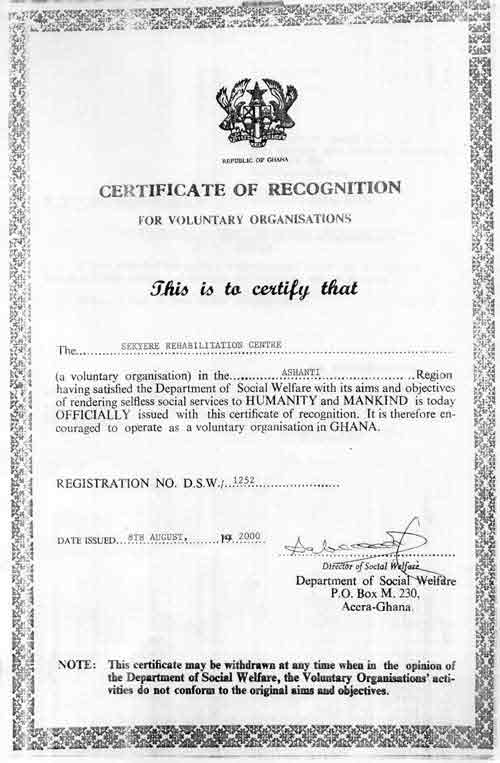 REPUBLIC OF GHANA
CERTIFICATE OF RECOGNITION
FOR VOLUNTARY ORGANISATIONS
This is to certify that
The SEKYERE REHABILITATION CENTRE
(a voluntary organisation) in the ASHANTI Region
having satisfied the Department of Social Welfare with its aims and objectives
of rendering selfless social services to HUMANITY and MANKIND is today
OFFICIALLY issued with this certificate of recognition. It is therefore en-
couraged to operate as a voluntary organisation in GHANA.
REGISTRATION NO. D.S.W./ 1252
DATE ISSUED 8TH AUGUST, 19 2000
Director of Social Welfare
Department of Social Welfare
P.O. Box M. 230,
Accra-Ghana.
NOTE: This certificate may be withdrawn at any time when in the opinion of
the Department of Social Welfare, the Voluntary Organisations' acti-
vities do not conform to the original aims and objectives.